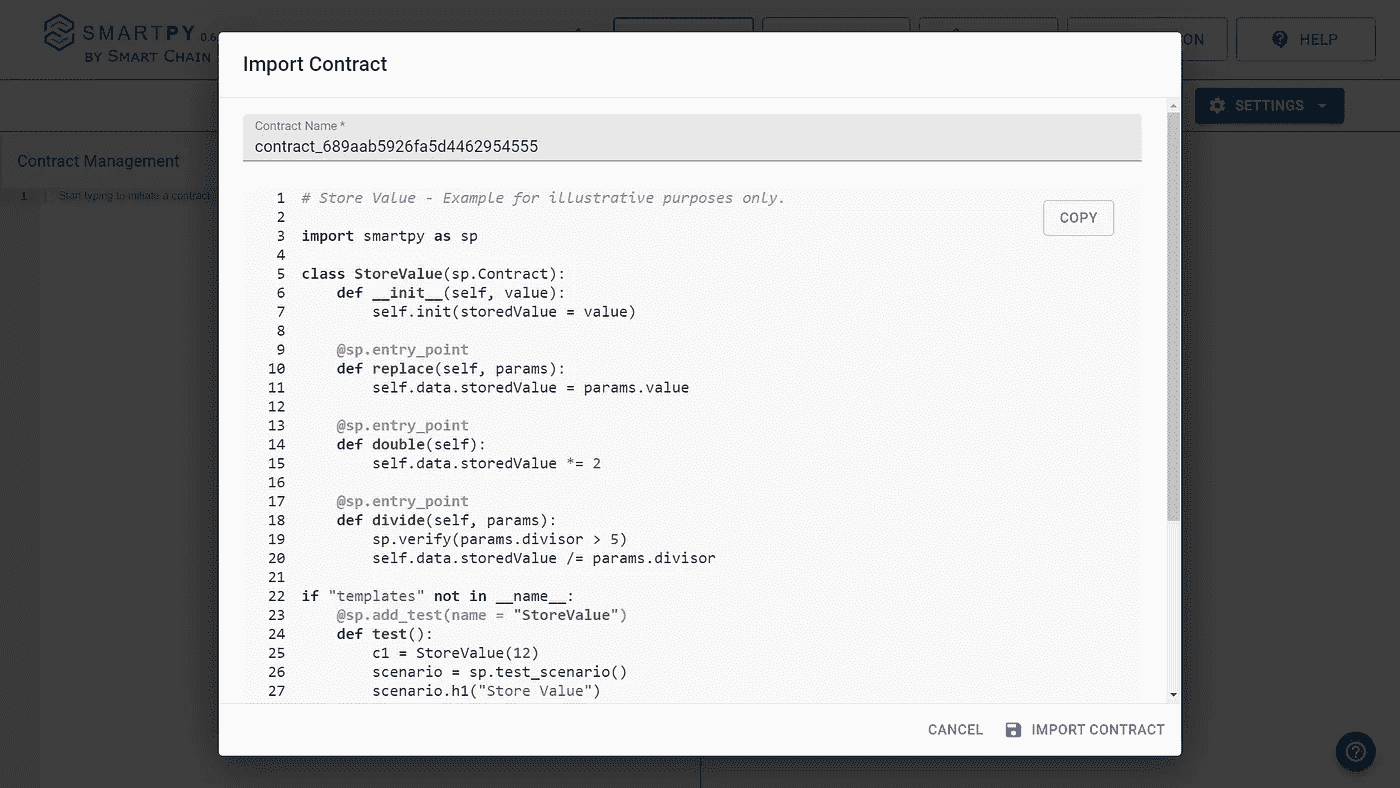 SMARTPY 0.6
BY SMART CHAIN
ON
HELP
SETTINGS
Contract Management
1 Start typing to initiate a contract
Import Contract
Contract Name *
contract_689aab5926fa5d4462954555
COPY
1 # Store Value - Example for illustrative purposes only.
2
3 import smartpy as sp
4
5 class StoreValue(sp.Contract):
6     def __init__(self, value):
7         self.init(storedValue = value)
8
9     @sp.entry_point
10     def replace(self, params):
11         self.data.storedValue = params.value
12
13     @sp.entry_point
14     def double(self):
15         self.data.storedValue *= 2
16
17     @sp.entry_point
18     def divide(self, params):
19         sp.verify(params.divisor > 5)
20         self.data.storedValue /= params.divisor
21
22 if "templates" not in __name__:
23     @sp.add_test(name = "StoreValue")
24     def test():
25         c1 = StoreValue(12)
26         scenario = sp.test_scenario()
27         scenario.h1("Store Value")
CANCEL
IMPORT CONTRACT